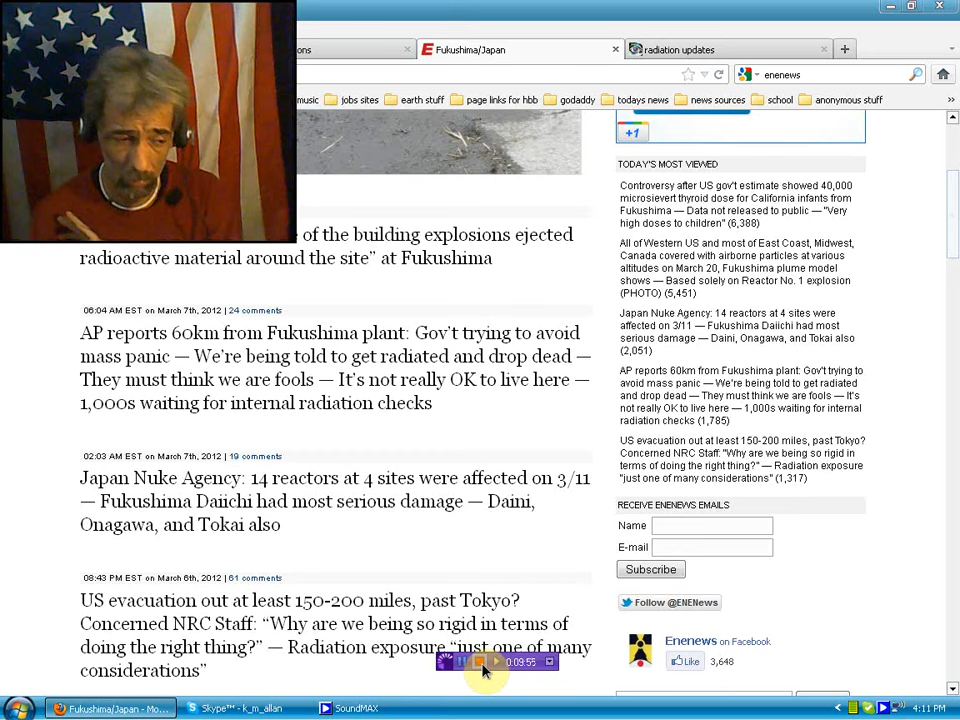 ons
Fukushima/Japan
radiation updates
enenews
music
jobs sites
earth stuff
page links for hbb
godaddy
todays news
news sources
school
anonymous stuff
»
+1
of the building explosions ejected
radioactive material around the site” at Fukushima
06:04 AM EST on March 7th, 2012 | 24 comments
AP reports 60km from Fukushima plant: Gov’t trying to avoid
mass panic — We’re being told to get radiated and drop dead —
They must think we are fools — It’s not really OK to live here —
1,000s waiting for internal radiation checks
02:03 AM EST on March 7th, 2012 | 19 comments
Japan Nuke Agency: 14 reactors at 4 sites were affected on 3/11
— Fukushima Daiichi had most serious damage — Daini,
Onagawa, and Tokai also
08:43 PM EST on March 6th, 2012 | 61 comments
US evacuation out at least 150-200 miles, past Tokyo?
Concerned NRC Staff: “Why are we being so rigid in terms of
doing the right thing?” — Radiation exposure “just one of many
considerations”
TODAY'S MOST VIEWED
Controversy after US gov't estimate showed 40,000
microsievert thyroid dose for California infants from
Fukushima — Data not released to public — "Very
high doses to children" (6,388)
All of Western US and most of East Coast, Midwest,
Canada covered with airborne particles at various
altitudes on March 20, Fukushima plume model
shows — Based solely on Reactor No. 1 explosion
(PHOTO) (5,451)
Japan Nuke Agency: 14 reactors at 4 sites were
affected on 3/11 — Fukushima Daiichi had most
serious damage — Daini, Onagawa, and Tokai also
(2,051)
AP reports 60km from Fukushima plant: Gov't trying to
avoid mass panic — We're being told to get radiated
and drop dead — They must think we are fools — It's
not really OK to live here — 1,000s waiting for internal
radiation checks (1,785)
US evacuation out at least 150-200 miles, past Tokyo?
Concerned NRC Staff: "Why are we being so rigid in
terms of doing the right thing?" — Radiation exposure
"just one of many considerations" (1,317)
RECEIVE ENENEWS EMAILS
Name
E-mail
Subscribe
Follow @ENENews
Enenews on Facebook
Like 3,648
0:09:55
Fukushima/Japan - Mo...
Skype™ - k_m_allan
SoundMAX
4:11 PM